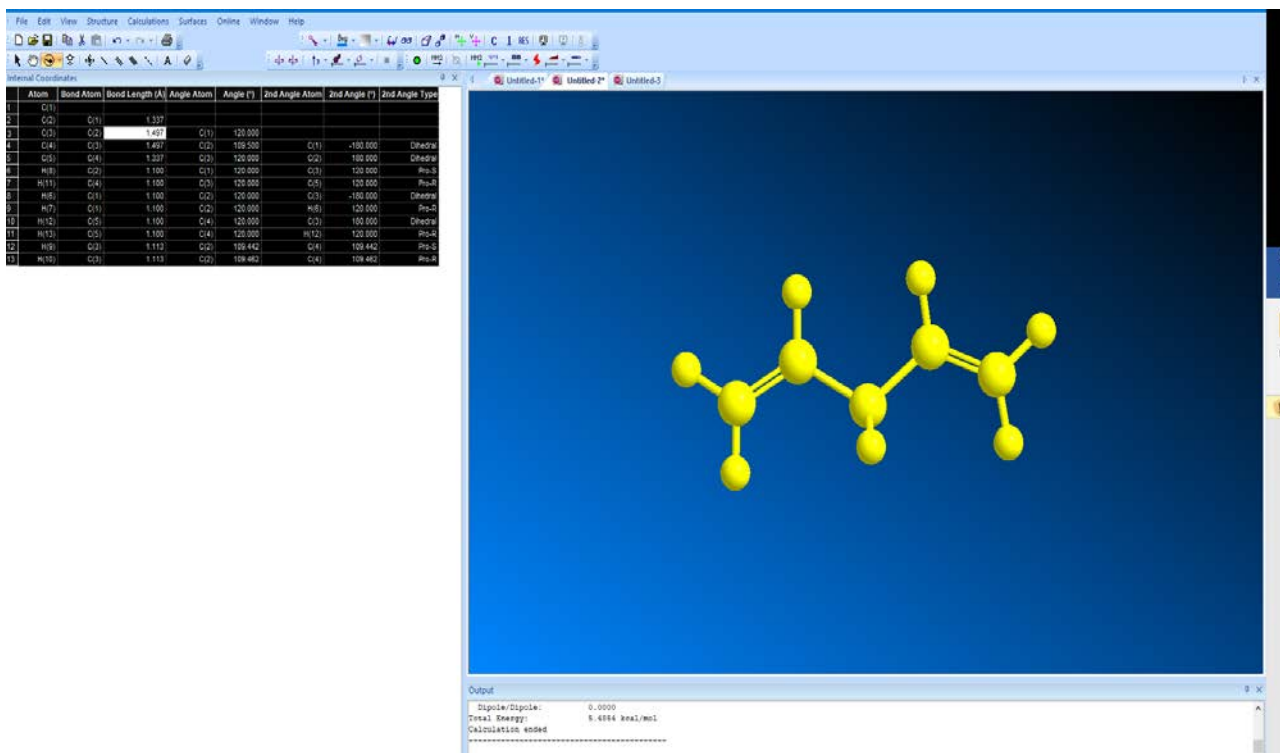 File Edit View Structure Calculations Surfaces Online Window Help
A
C I RES
Internal Coordinates
Untitled-1* Untitled-2* Untitled-3
Atom Bond Atom Bond Length (Å) Angle Atom Angle (°) 2nd Angle Atom 2nd Angle (°) 2nd Angle Type
1 C(1)
2 C(2) C(1) 1.337
3 C(3) C(2) 1.497 C(1) 120.000
4 C(4) C(3) 1.497 C(2) 109.500 C(1) -180.000 Dihedral
5 C(5) C(4) 1.337 C(3) 120.000 C(2) 180.000 Dihedral
6 H(8) C(2) 1.100 C(1) 120.000 C(3) 120.000 Pro-S
7 H(11) C(4) 1.100 C(3) 120.000 C(5) 120.000 Pro-R
8 H(6) C(1) 1.100 C(2) 120.000 C(3) -180.000 Dihedral
9 H(7) C(1) 1.100 C(2) 120.000 H(6) 120.000 Pro-R
10 H(12) C(5) 1.100 C(4) 120.000 C(3) 180.000 Dihedral
11 H(13) C(5) 1.100 C(4) 120.000 H(12) 120.000 Pro-R
12 H(9) C(3) 1.113 C(2) 109.442 C(4) 109.442 Pro-S
13 H(10) C(3) 1.113 C(2) 109.462 C(4) 109.462 Pro-R
Output
Dipole/Dipole: 0.0000
Total Energy: kcal/mol
Calculation ended